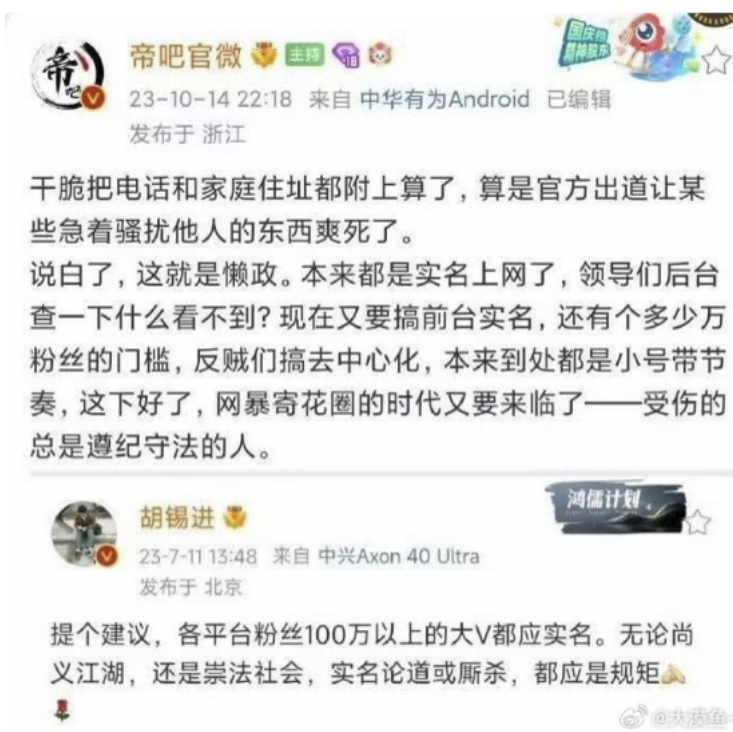 帝吧官微 主持
23-10-14 22:18 来自 中华有为Android 已编辑
发布于 浙江
干脆把电话和家庭住址都附上算了，算是官方出道让某
些急着骚扰他人的东西爽死了。
说白了，这就是懒政。本来都是实名上网了，领导们后台
查一下什么看不到？现在又要搞前台实名，还有个多少万
粉丝的门槛，反贼们搞去中心化，本来到处都是小号带节
奏，这下好了，网暴寄花圈的时代又要来临了——受伤的
总是遵纪守法的人。
胡锡进
鸿儒计划
23-7-11 13:48 来自 中兴Axon 40 Ultra
发布于 北京
提个建议，各平台粉丝100万以上的大V都应实名。无论尚
义江湖，还是崇法社会，实名论道或厮杀，都应是规矩